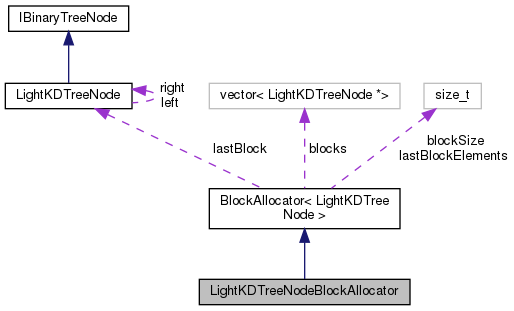 IBinaryTreeNode
LightKDTreeNode
right
left
vector< LightKDTreeNode *>
size_t
lastBlock
blocks
blockSize
lastBlockElements
BlockAllocator< LightKDTree
Node >
LightKDTreeNodeBlockAllocator